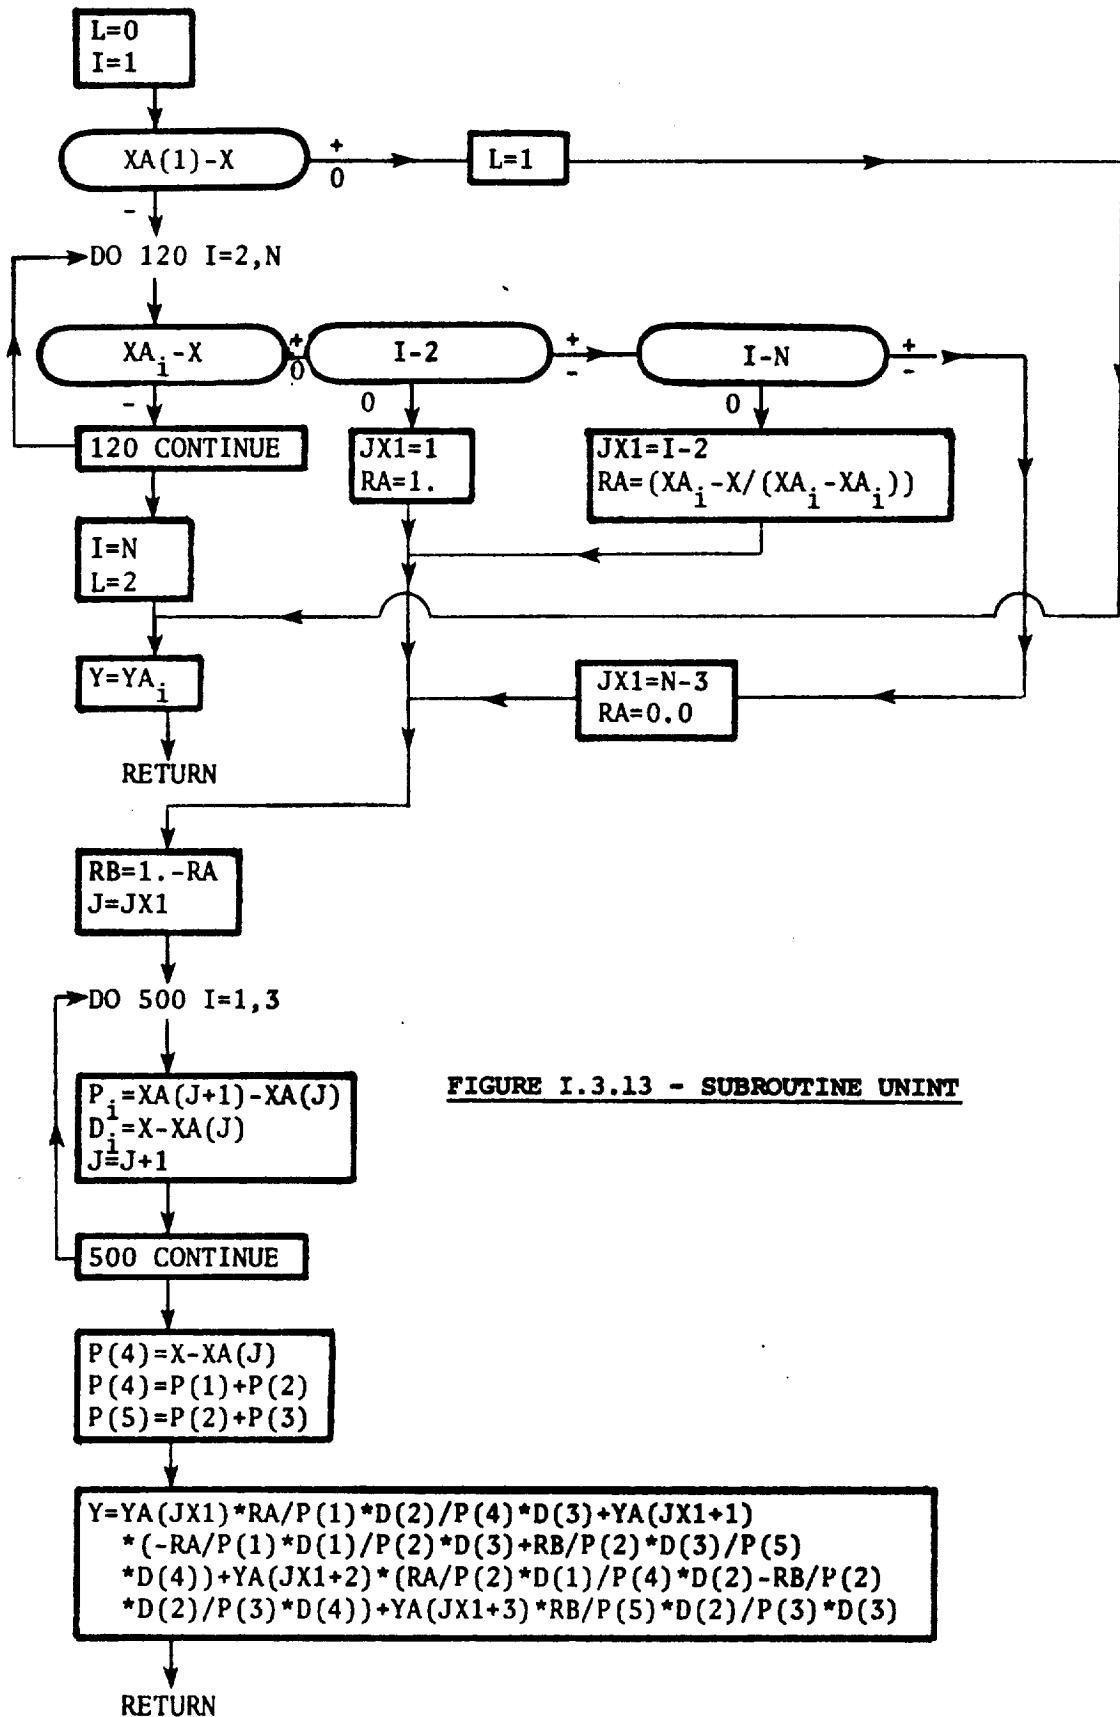 L=0
I=1
XA(1)-X
+
0
L=1
-
DO 120 I=2,N
XAi-X
+
0
I-2
+
-
I-N
+
-
-
0
0
120 CONTINUE
JX1=1
RA=1.
JX1=I-2
RA=(XAi-X/(XAi-XAi))
I=N
L=2
Y=YAi
JX1=N-3
RA=0.0
RETURN
RB=1.-RA
J=JX1
DO 500 I=1,3
Pi=XA(J+1)-XA(J)
Di=X-XA(J)
J=J+1
FIGURE I.3.13 - SUBROUTINE UNINT
500 CONTINUE
P(4)=X-XA(J)
P(4)=P(1)+P(2)
P(5)=P(2)+P(3)
Y=YA(JX1)*RA/P(1)*D(2)/P(4)*D(3)+YA(JX1+1)
*(-RA/P(1)*D(1)/P(2)*D(3)+RB/P(2)*D(3)/P(5)
*D(4))+YA(JX1+2)*(RA/P(2)*D(1)/P(4)*D(2)-RB/P(2)
*D(2)/P(3)*D(4))+YA(JX1+3)*RB/P(5)*D(2)/P(3)*D(3)
RETURN